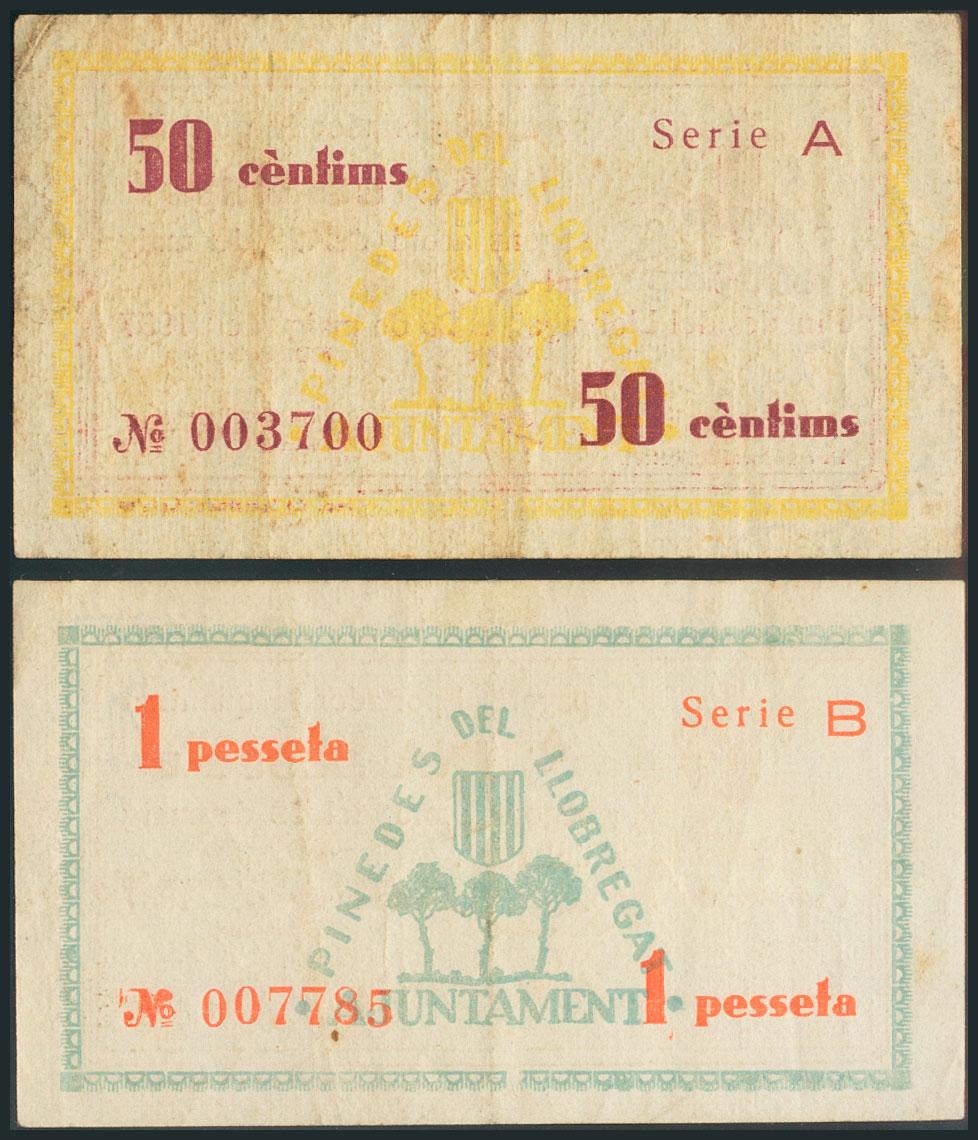 50 cèntims
Serie A
PINEDES DEL LLOBREGAT
AJUNTAMENT
Nº 003700
50 cèntims
1 pesseta
Serie B
PINEDES DEL LLOBREGAT
• AJUNTAMENT •
Nº 007785
1 pesseta